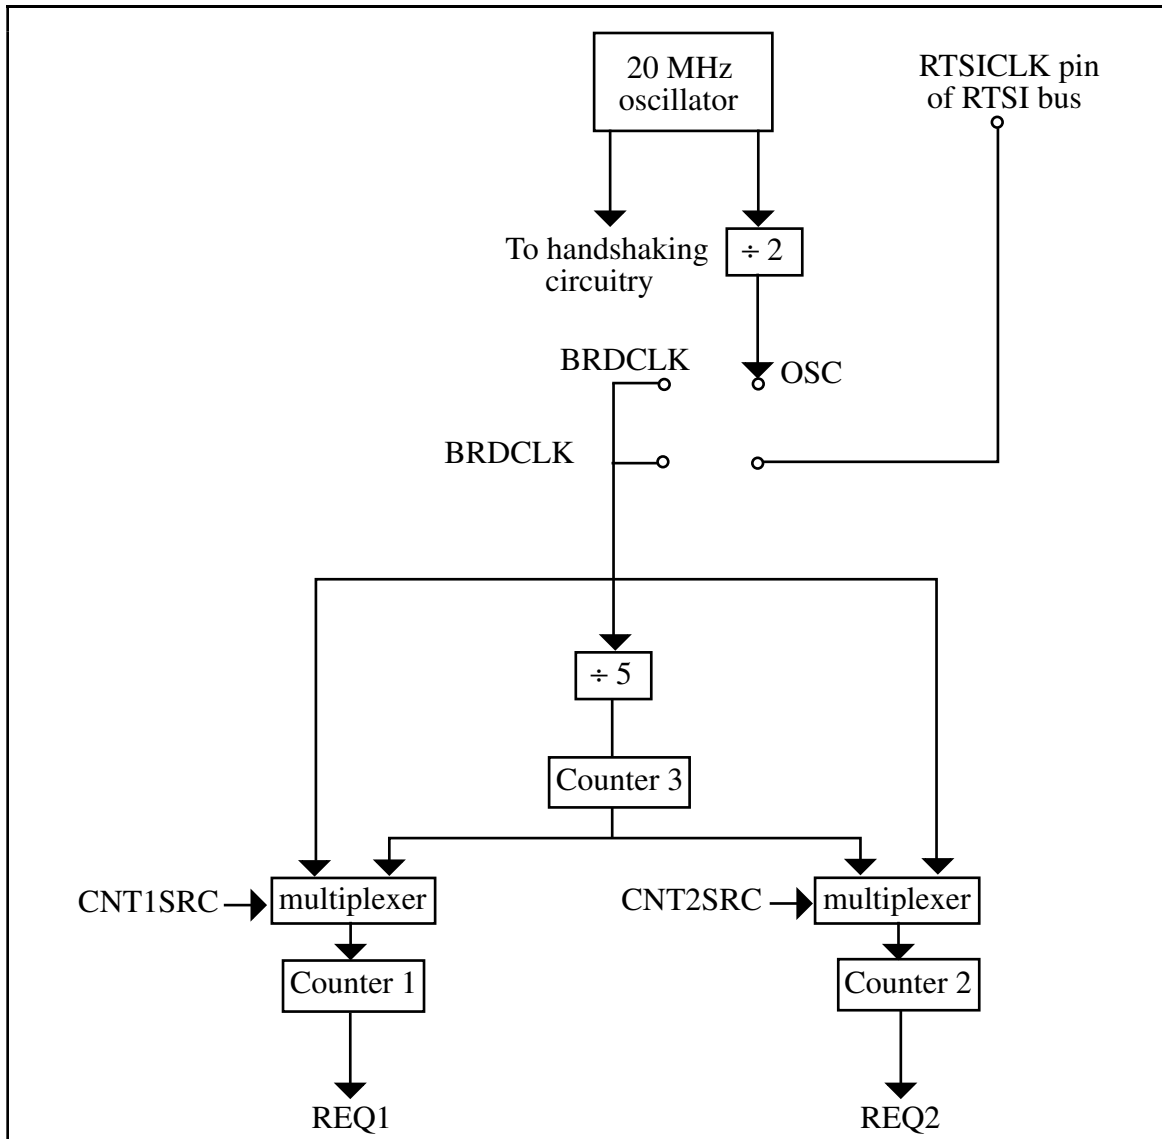 20 MHz
oscillator
RTSICLK pin
of RTSI bus
To handshaking
circuitry
÷ 2
BRDCLK
OSC
BRDCLK
÷ 5
Counter 3
CNT1SRC
multiplexer
CNT2SRC
multiplexer
Counter 1
Counter 2
REQ1
REQ2